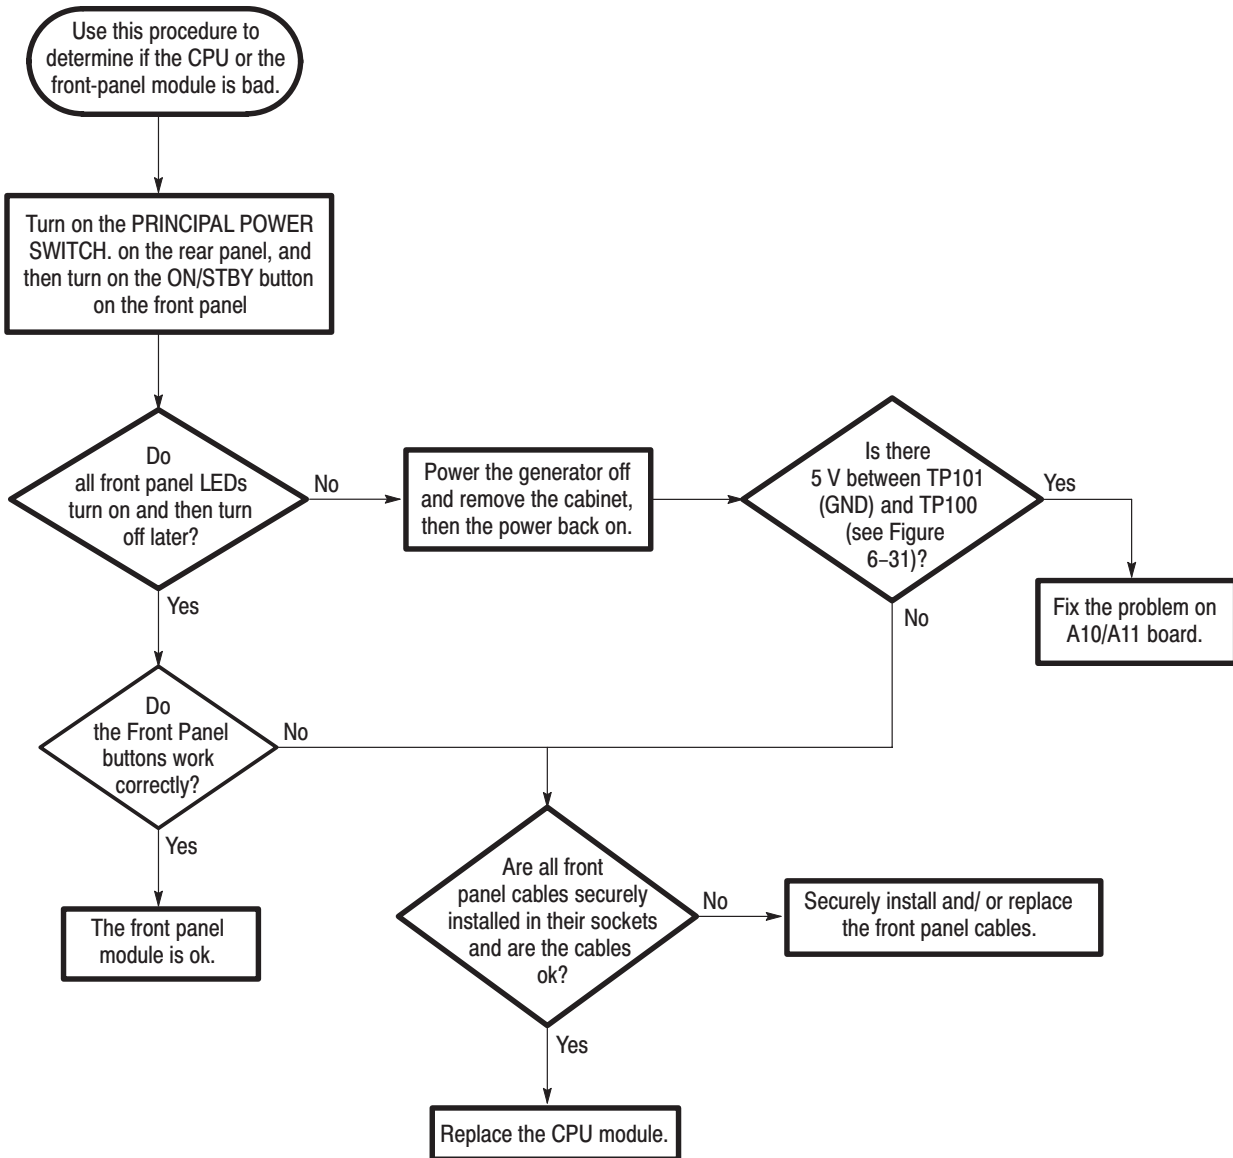 Use this procedure to
determine if the CPU or the
front-panel module is bad.
Turn on the PRINCIPAL POWER
SWITCH. on the rear panel, and
then turn on the ON/STBY button
on the front panel
Do
all front panel LEDs
turn on and then turn
off later?
No
Power the generator off
and remove the cabinet,
then the power back on.
Is there
5 V between TP101
(GND) and TP100
(see Figure
6–31)?
Yes
Fix the problem on
A10/A11 board.
No
Yes
Do
the Front Panel
buttons work
correctly?
No
Yes
The front panel
module is ok.
Are all front
panel cables securely
installed in their sockets
and are the cables
ok?
No
Securely install and/ or replace
the front panel cables.
Yes
Replace the CPU module.